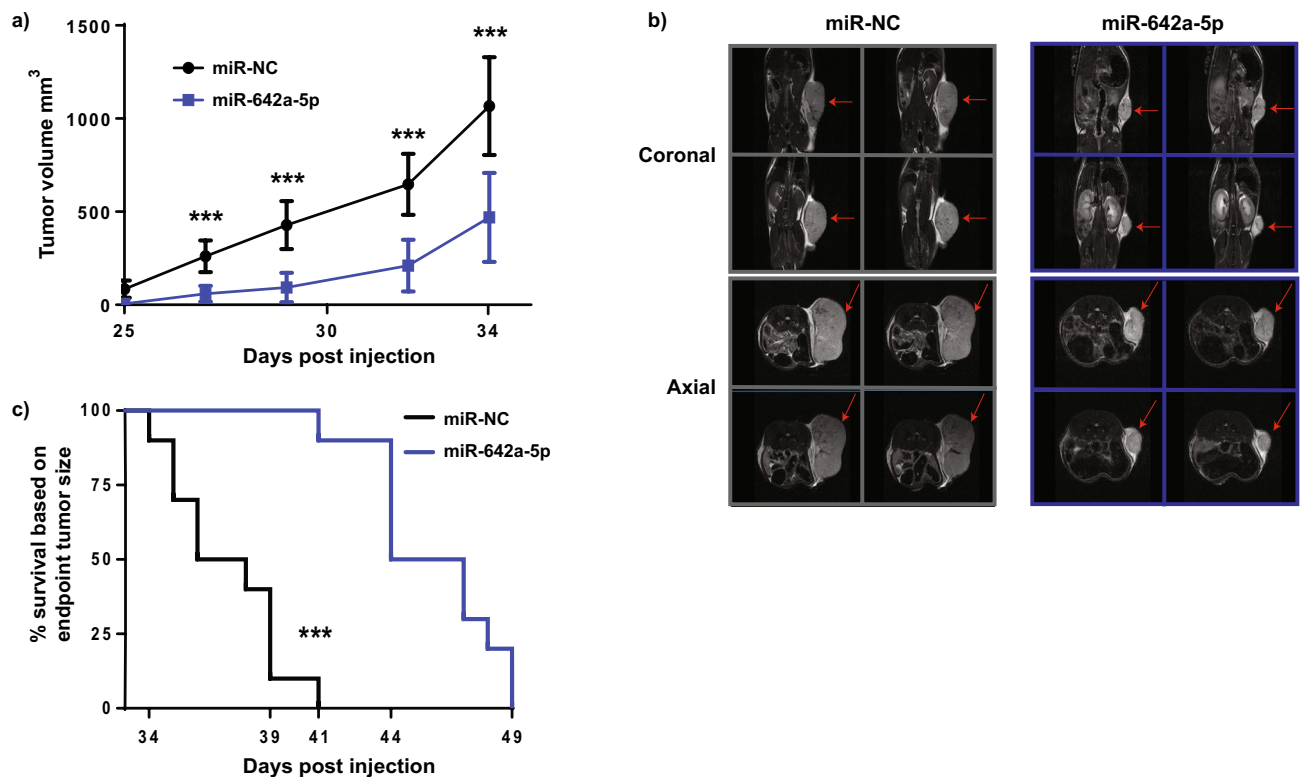 a)
1500
1000
500
0
Tumor volume mm³
miR-NC
miR-642a-5p
***
***
***
***
25
30
34
Days post injection
b)
miR-NC
miR-642a-5p
Coronal
Axial
c)
100
75
50
25
0
% survival based on
endpoint tumor size
miR-NC
miR-642a-5p
***
34
39
41
44
49
Days post injection